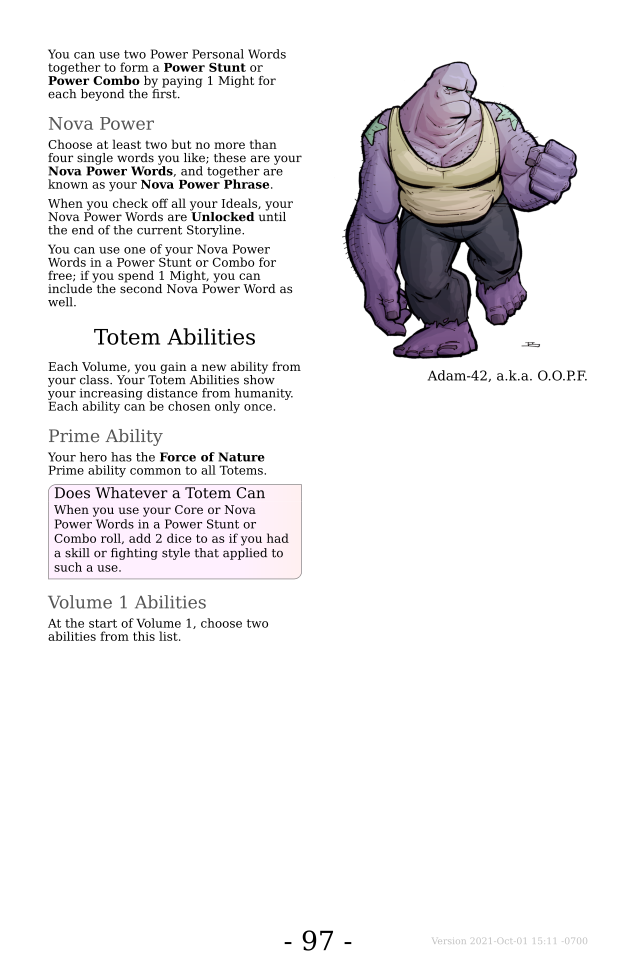 You can use two Power Personal Words
together to form a Power Stunt or
Power Combo by paying 1 Might for
each beyond the first.
Nova Power
Choose at least two but no more than
four single words you like; these are your
Nova Power Words, and together are
known as your Nova Power Phrase.
When you check off all your Ideals, your
Nova Power Words are Unlocked until
the end of the current Storyline.
You can use one of your Nova Power
Words in a Power Stunt or Combo for
free; if you spend 1 Might, you can
include the second Nova Power Word as
well.
Totem Abilities
Each Volume, you gain a new ability from
your class. Your Totem Abilities show
your increasing distance from humanity.
Each ability can be chosen only once.
Prime Ability
Your hero has the Force of Nature
Prime ability common to all Totems.
Does Whatever a Totem Can
When you use your Core or Nova
Power Words in a Power Stunt or
Combo roll, add 2 dice to as if you had
a skill or fighting style that applied to
such a use.
Volume 1 Abilities
At the start of Volume 1, choose two
abilities from this list.
Adam-42, a.k.a. O.O.P.F.
- 97 -
Version 2021-Oct-01 15:11 -0700